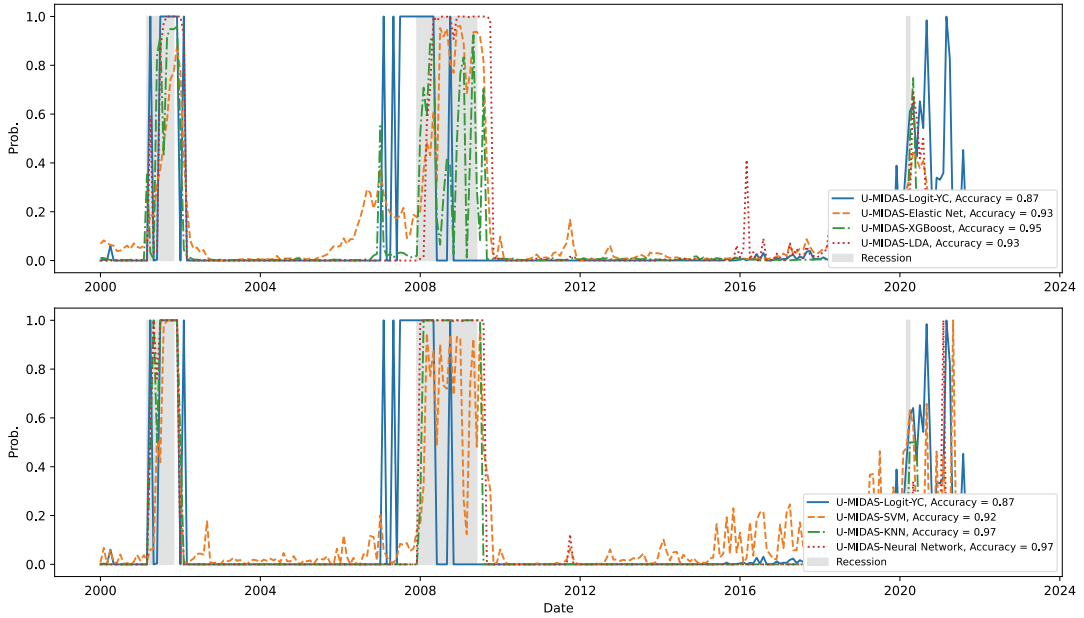 1.0
0.8
0.6
0.4
0.2
0.0
Prob.
2000
2004
2008
2012
2016
2020
2024
U-MIDAS-Logit-YC, Accuracy = 0.87
U-MIDAS-Elastic Net, Accuracy = 0.93
U-MIDAS-XGBoost, Accuracy = 0.95
U-MIDAS-LDA, Accuracy = 0.93
Recession
1.0
0.8
0.6
0.4
0.2
0.0
Prob.
2000
2004
2008
2012
2016
2020
2024
Date
U-MIDAS-Logit-YC, Accuracy = 0.87
U-MIDAS-SVM, Accuracy = 0.92
U-MIDAS-KNN, Accuracy = 0.97
U-MIDAS-Neural Network, Accuracy = 0.97
Recession